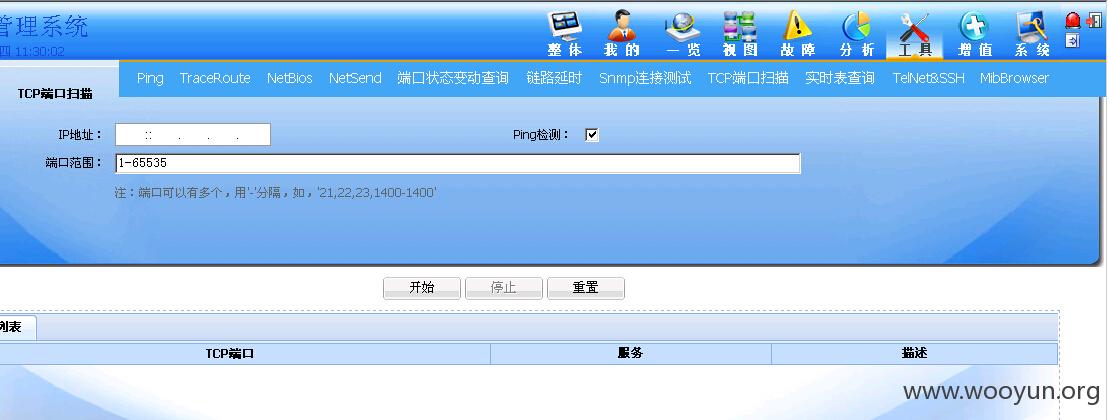 管理系统
四 11:30:02
整体 我的 一览 视图 故障 分析 工具 增值 系统
TCP端口扫描
Ping TraceRoute NetBios NetSend 端口状态变动查询 链路延时 Snmp连接测试 TCP端口扫描 实时表查询 TelNet&SSH MibBrowser
IP地址： :: . . . Ping检测：
端口范围： 1-65535
注：端口可以有多个，用'-'分隔，如，'21,22,23,1400-1400'
开始 停止 重置
列表
TCP端口 服务 描述
www.wooyun.org